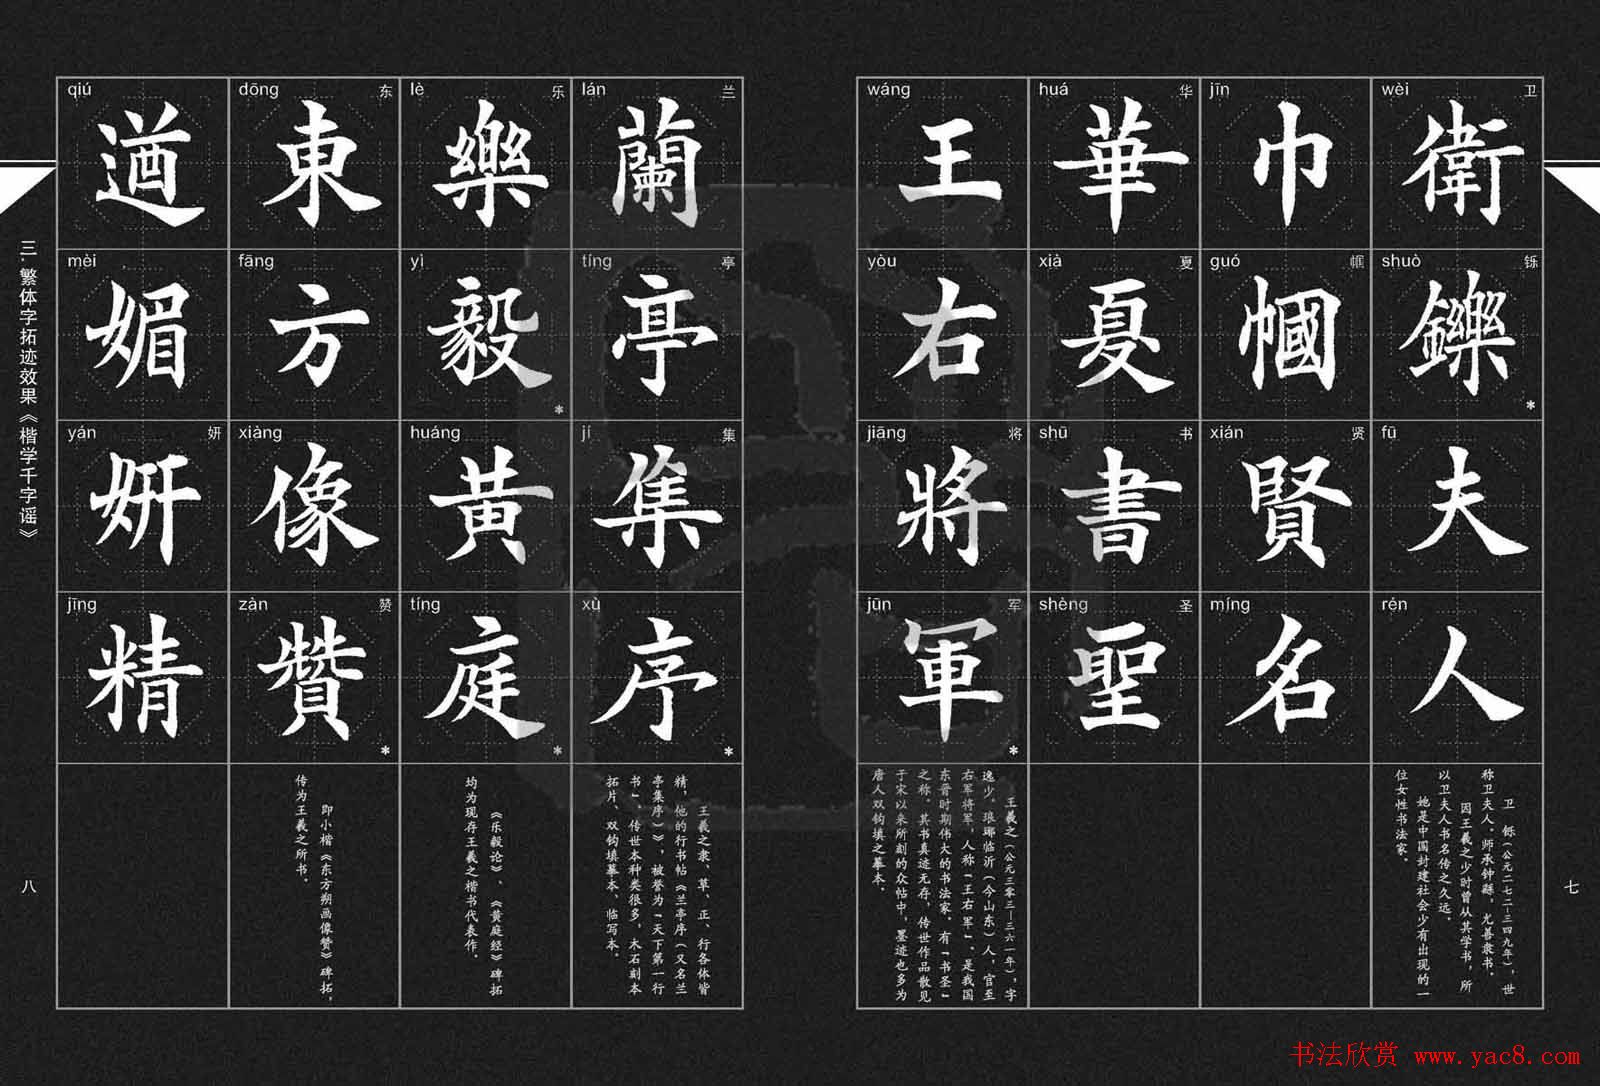 wèi 卫 衛
shuò 铄 鑠 *
fū 夫
rén 人
卫铄（公元二七二—三四九年），世
称卫夫人。师承钟繇，尤善隶书。
因王羲之少时曾从其学书，所
以卫夫人书名传之久远。
她是中国封建社会少有出现的一
位女性书法家。
jīn 巾
guó 帼 幗
xián 贤 賢
míng 名
huá 华 華
xià 夏 夏
shū 书 書
shèng 圣 聖
wáng 王
yòu 右
jiāng 将 將
jūn 军 軍 *
王羲之（公元三零三—三六一年），字
逸少，琅琊临沂（今山东）人，官至
右军将军，人称“王右军”。是我国
东晋时期伟大的书法家。有“书圣”
之称。其书真迹无存，传世作品散见
于宋以来所刻的众帖中，墨迹也多为
唐人双钩填之摹本。
七
lán 兰 蘭
tíng 亭 亭
jí 集 集
xù 序 *
王羲之隶、草、正、行各体皆
精，他的行书帖《兰亭序（又名兰
亭集序）》，被誉为“天下第一行
书”，传世本种类很多，木石刻本
拓片、双钩填摹本、临写本。
lè 乐 樂
yì 毅 *
huáng 黃
tíng 庭 *
《乐毅论》、《黄庭经》碑拓
均为现存王羲之楷书代表作。
dōng 东 東
fāng 方
xiàng 像
zàn 赞 贊 *
即小楷《东方朔画像赞》碑拓，
传为王羲之所书。
qiú 遒
mèi 媚
yán 妍 妍
jīng 精
三.繁体字拓迹效果《楷学千字谣》
八
书法欣赏 www.yac8.com